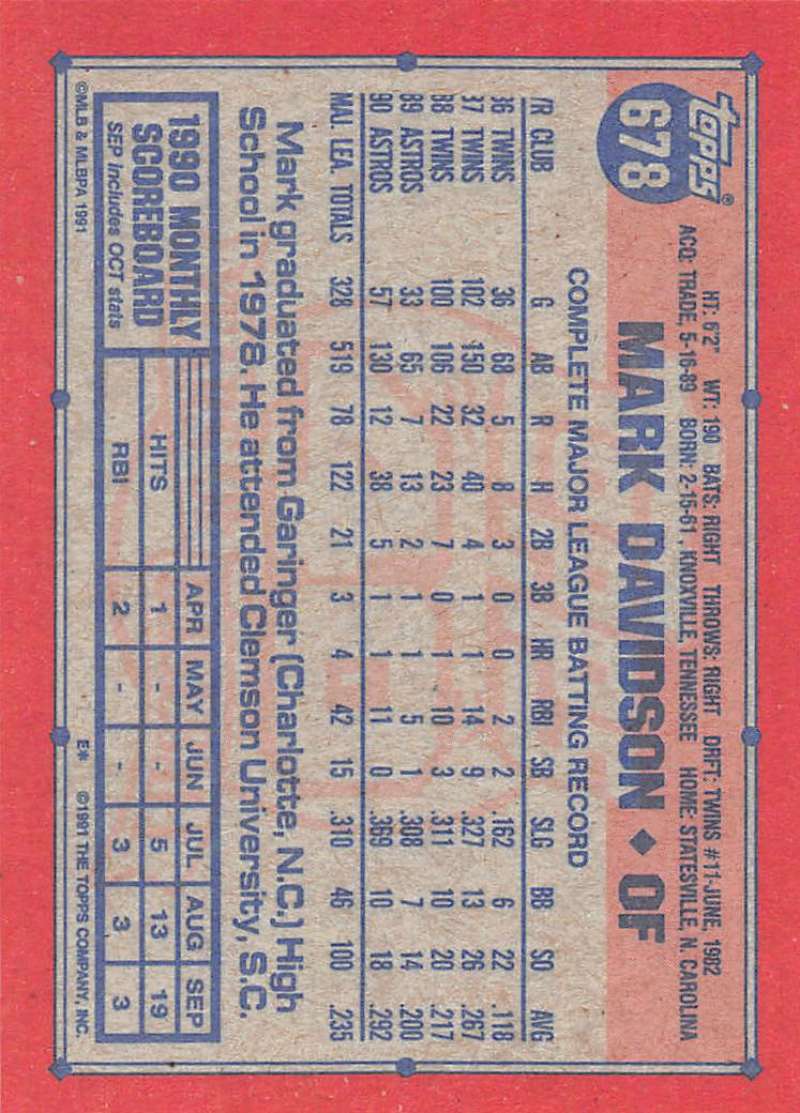 TOPPS®
678
HT: 6'2" WT: 190 BATS: RIGHT THROWS: RIGHT DRFT: TWINS #11-JUNE, 1982
ACQ: TRADE, 5-16-89 BORN: 2-15-61, KNOXVILLE, TENNESSEE HOME: STATESVILLE, N. CAROLINA
MARK DAVIDSON ◆ OF
COMPLETE MAJOR LEAGUE BATTING RECORD
YR CLUB G AB R H 2B 3B HR RBI SB SLG BB SO AVG
86 TWINS 36 68 5 8 3 0 0 2 2 .162 6 22 .118
87 TWINS 102 150 32 40 4 1 1 14 9 .327 13 26 .267
88 TWINS 100 106 22 23 7 0 1 10 3 .311 10 20 .217
89 ASTROS 33 65 7 13 2 1 1 5 1 .308 7 14 .200
90 ASTROS 57 130 12 38 5 1 1 11 0 .369 10 18 .292
MAJ. LEA. TOTALS 328 519 78 122 21 3 4 42 15 .310 46 100 .235
Mark graduated from Garinger (Charlotte, N.C.) High
School in 1978. He attended Clemson University, S.C.
1990 MONTHLY
SCOREBOARD
SEP includes OCT stats
APR MAY JUN JUL AUG SEP
HITS 1 - - 5 13 19
RBI 2 - - 3 3 3
©MLB & MLBPA 1991 E* ©1991 THE TOPPS COMPANY, INC.